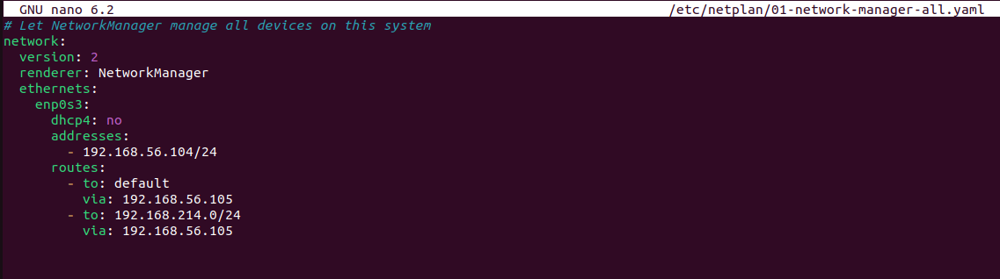 GNU nano 6.2 /etc/netplan/01-network-manager-all.yaml
# Let NetworkManager manage all devices on this system
network:
  version: 2
  renderer: NetworkManager
  ethernets:
    enp0s3:
      dhcp4: no
      addresses:
        - 192.168.56.104/24
      routes:
        - to: default
          via: 192.168.56.105
        - to: 192.168.214.0/24
          via: 192.168.56.105